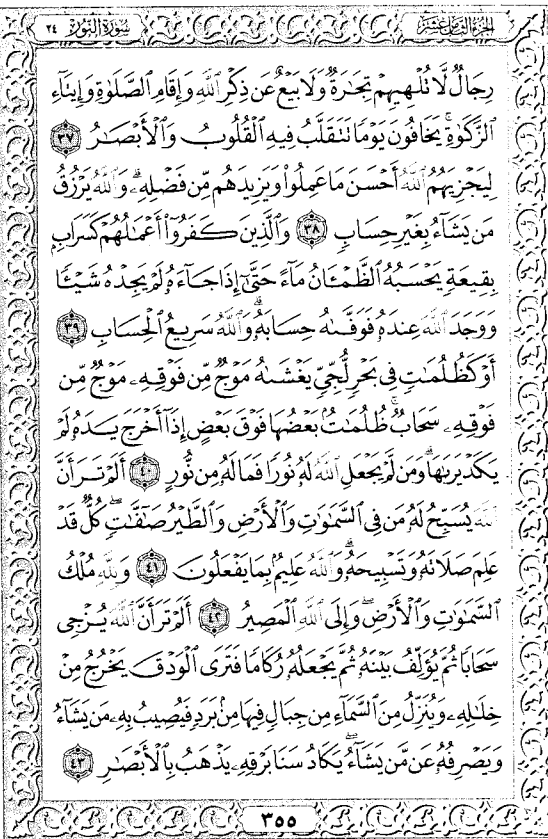 الجزء الثامن عشر
سورة النور ٢٤
رِجَالٌ لَّا تُلْهِيهِمْ تِجَٰرَةٌ وَلَا بَيْعٌ عَن ذِكْرِ ٱللَّهِ وَإِقَامِ ٱلصَّلَوٰةِ وَإِيتَآءِ
ٱلزَّكَوٰةِ ۙ يَخَافُونَ يَوْمًا تَتَقَلَّبُ فِيهِ ٱلْقُلُوبُ وَٱلْأَبْصَٰرُ ٣٧
لِيَجْزِيَهُمُ ٱللَّهُ أَحْسَنَ مَا عَمِلُوا۟ وَيَزِيدَهُم مِّن فَضْلِهِۦ ۗ وَٱللَّهُ يَرْزُقُ
مَن يَشَآءُ بِغَيْرِ حِسَابٍ ٣٨ وَٱلَّذِينَ كَفَرُوٓا۟ أَعْمَٰلُهُمْ كَسَرَابٍۭ
بِقِيعَةٍ يَحْسَبُهُ ٱلظَّمْـَٔانُ مَآءً حَتَّىٰٓ إِذَا جَآءَهُۥ لَمْ يَجِدْهُ شَيْـًٔا
وَوَجَدَ ٱللَّهَ عِندَهُۥ فَوَفَّىٰهُ حِسَابَهُۥ ۗ وَٱللَّهُ سَرِيعُ ٱلْحِسَابِ ٣٩
أَوْ كَظُلُمَٰتٍ فِى بَحْرٍ لُّجِّىٍّ يَغْشَىٰهُ مَوْجٌ مِّن فَوْقِهِۦ مَوْجٌ مِّن
فَوْقِهِۦ سَحَابٌ ۚ ظُلُمَٰتٌۢ بَعْضُهَا فَوْقَ بَعْضٍ إِذَآ أَخْرَجَ يَدَهُۥ لَمْ
يَكَدْ يَرَىٰهَا ۗ وَمَن لَّمْ يَجْعَلِ ٱللَّهُ لَهُۥ نُورًا فَمَا لَهُۥ مِن نُّورٍ ٤٠ أَلَمْ تَرَ أَنَّ
ٱللَّهَ يُسَبِّحُ لَهُۥ مَن فِى ٱلسَّمَٰوَٰتِ وَٱلْأَرْضِ وَٱلطَّيْرُ صَٰٓفَّٰتٍ ۖ كُلٌّ قَدْ
عَلِمَ صَلَاتَهُۥ وَتَسْبِيحَهُۥ ۗ وَٱللَّهُ عَلِيمٌۢ بِمَا يَفْعَلُونَ ٤١ وَلِلَّهِ مُلْكُ
ٱلسَّمَٰوَٰتِ وَٱلْأَرْضِ ۖ وَإِلَى ٱللَّهِ ٱلْمَصِيرُ ٤٢ أَلَمْ تَرَ أَنَّ ٱللَّهَ يُزْجِى
سَحَابًا ثُمَّ يُؤَلِّفُ بَيْنَهُۥ ثُمَّ يَجْعَلُهُۥ رُكَامًا فَتَرَى ٱلْوَدْقَ يَخْرُجُ مِنْ
خِلَٰلِهِۦ وَيُنَزِّلُ مِنَ ٱلسَّمَآءِ مِن جِبَالٍ فِيهَا مِنۢ بَرَدٍ فَيُصِيبُ بِهِۦ مَن يَشَآءُ
وَيَصْرِفُهُۥ عَن مَّن يَشَآءُ ۖ يَكَادُ سَنَا بَرْقِهِۦ يَذْهَبُ بِٱلْأَبْصَٰرِ ٤٣
٣٥٥